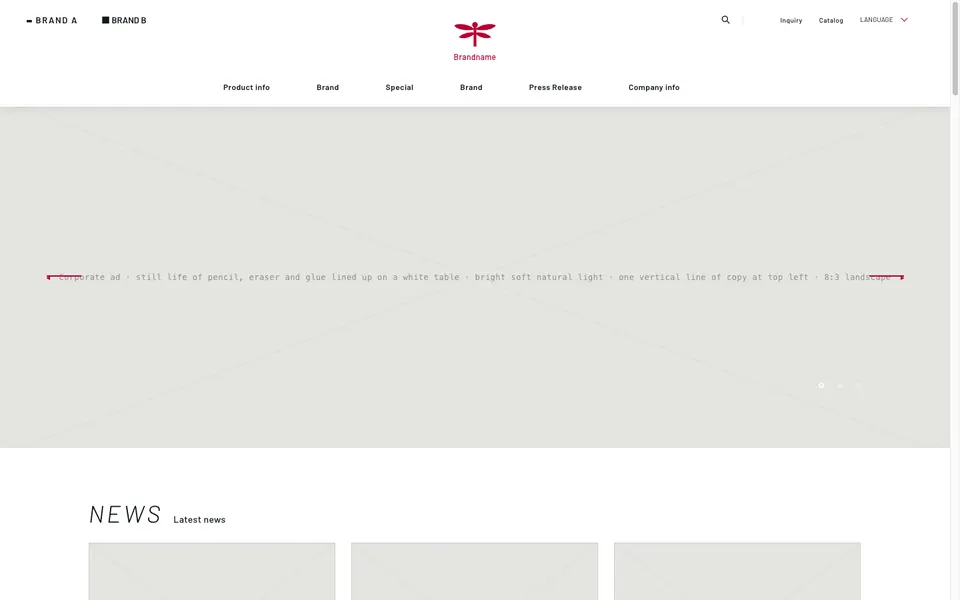 BRAND A
BRAND B
Inquiry
Catalog
LANGUAGE
Brandname
Product info
Brand
Special
Brand
Press Release
Company info
Corporate ad · still life of pencil, eraser and glue lined up on a white table · bright soft natural light · one vertical line of copy at top left · 8:3 landscape
NEWS
Latest news